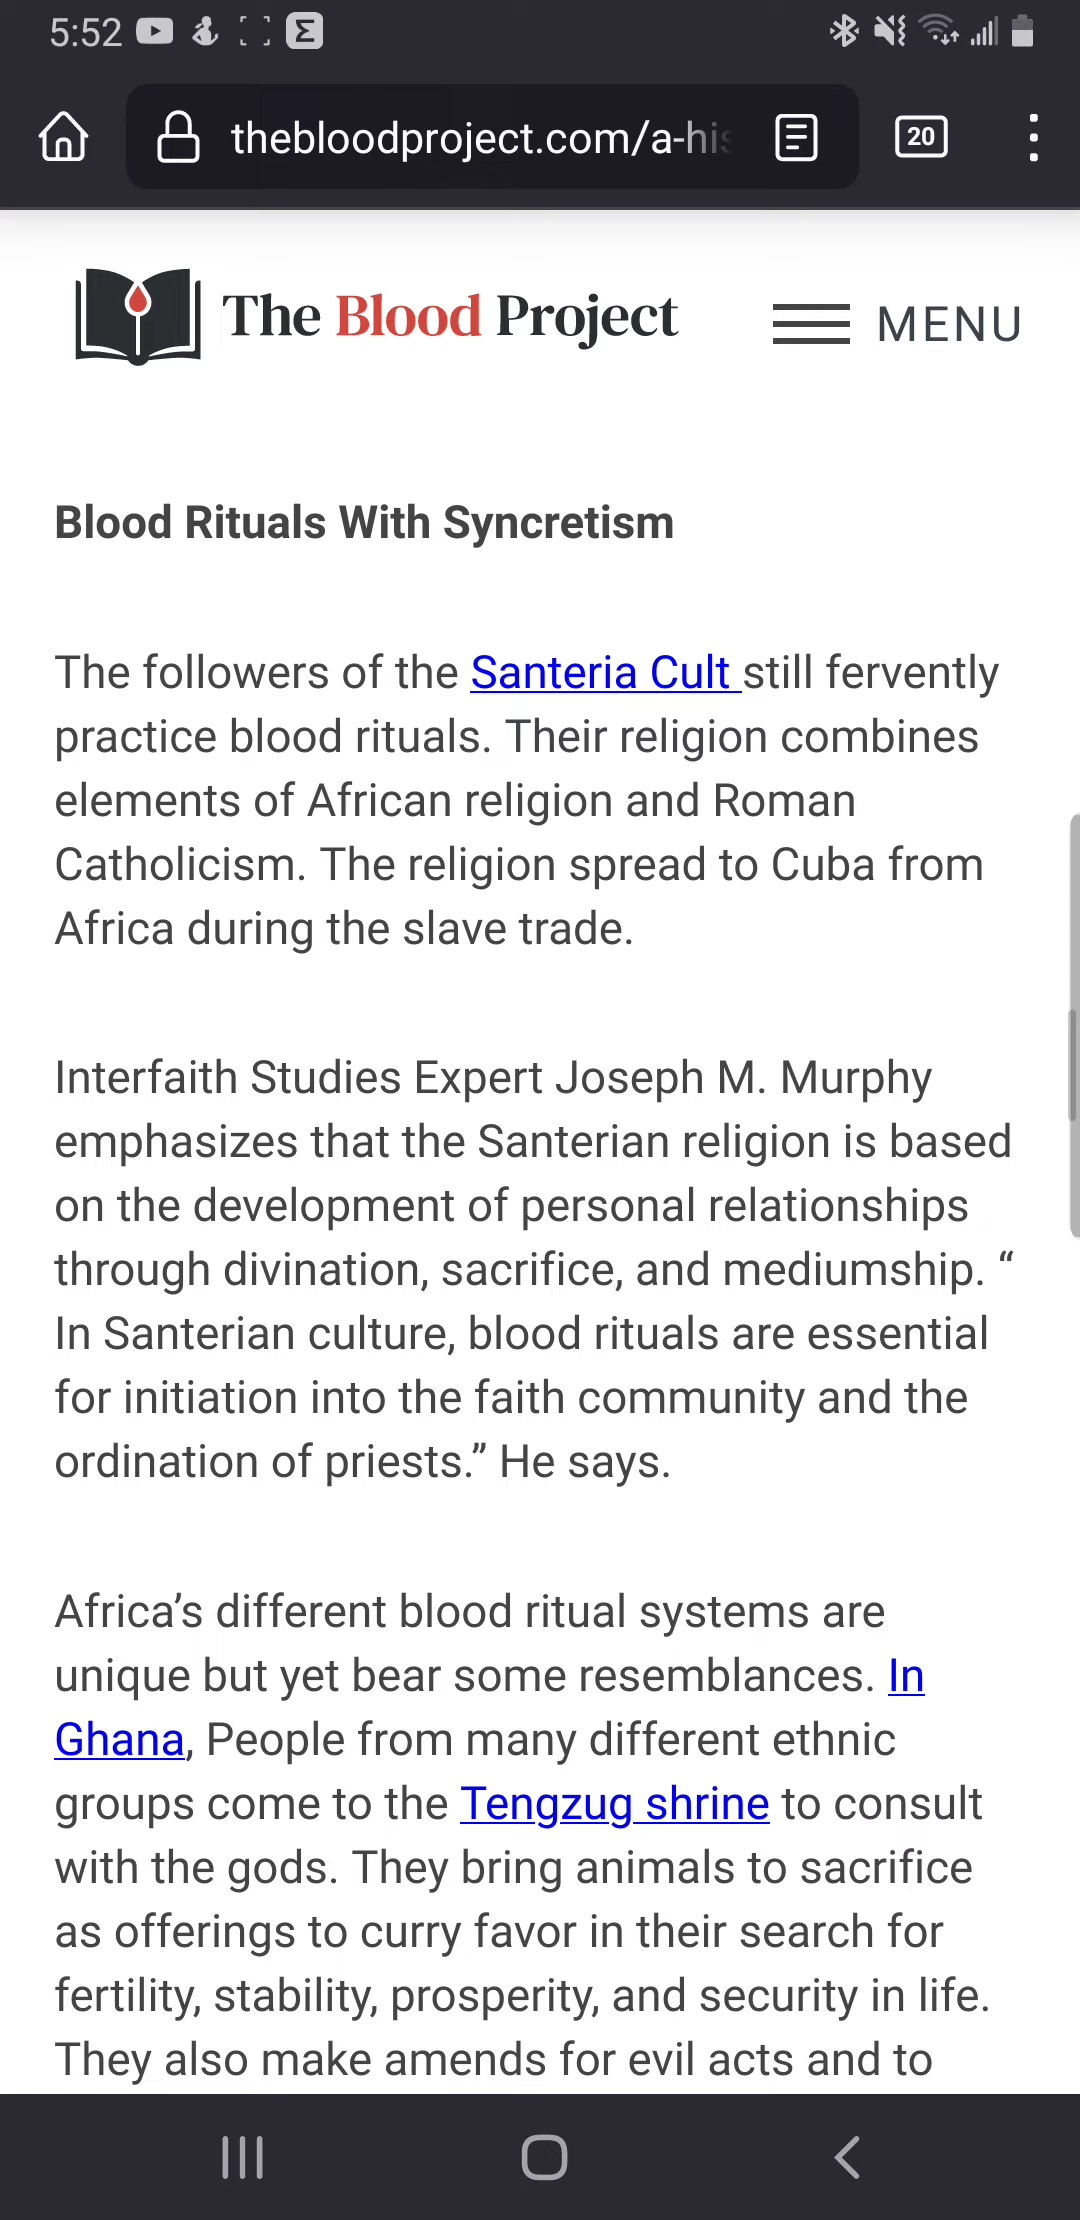 5:52
thebloodproject.com/a-his
20
The Blood Project
MENU
Blood Rituals With Syncretism
The followers of the Santeria Cult still fervently
practice blood rituals. Their religion combines
elements of African religion and Roman
Catholicism. The religion spread to Cuba from
Africa during the slave trade.
Interfaith Studies Expert Joseph M. Murphy
emphasizes that the Santerian religion is based
on the development of personal relationships
through divination, sacrifice, and mediumship. “
In Santerian culture, blood rituals are essential
for initiation into the faith community and the
ordination of priests.” He says.
Africa’s different blood ritual systems are
unique but yet bear some resemblances. In
Ghana, People from many different ethnic
groups come to the Tengzug shrine to consult
with the gods. They bring animals to sacrifice
as offerings to curry favor in their search for
fertility, stability, prosperity, and security in life.
They also make amends for evil acts and to